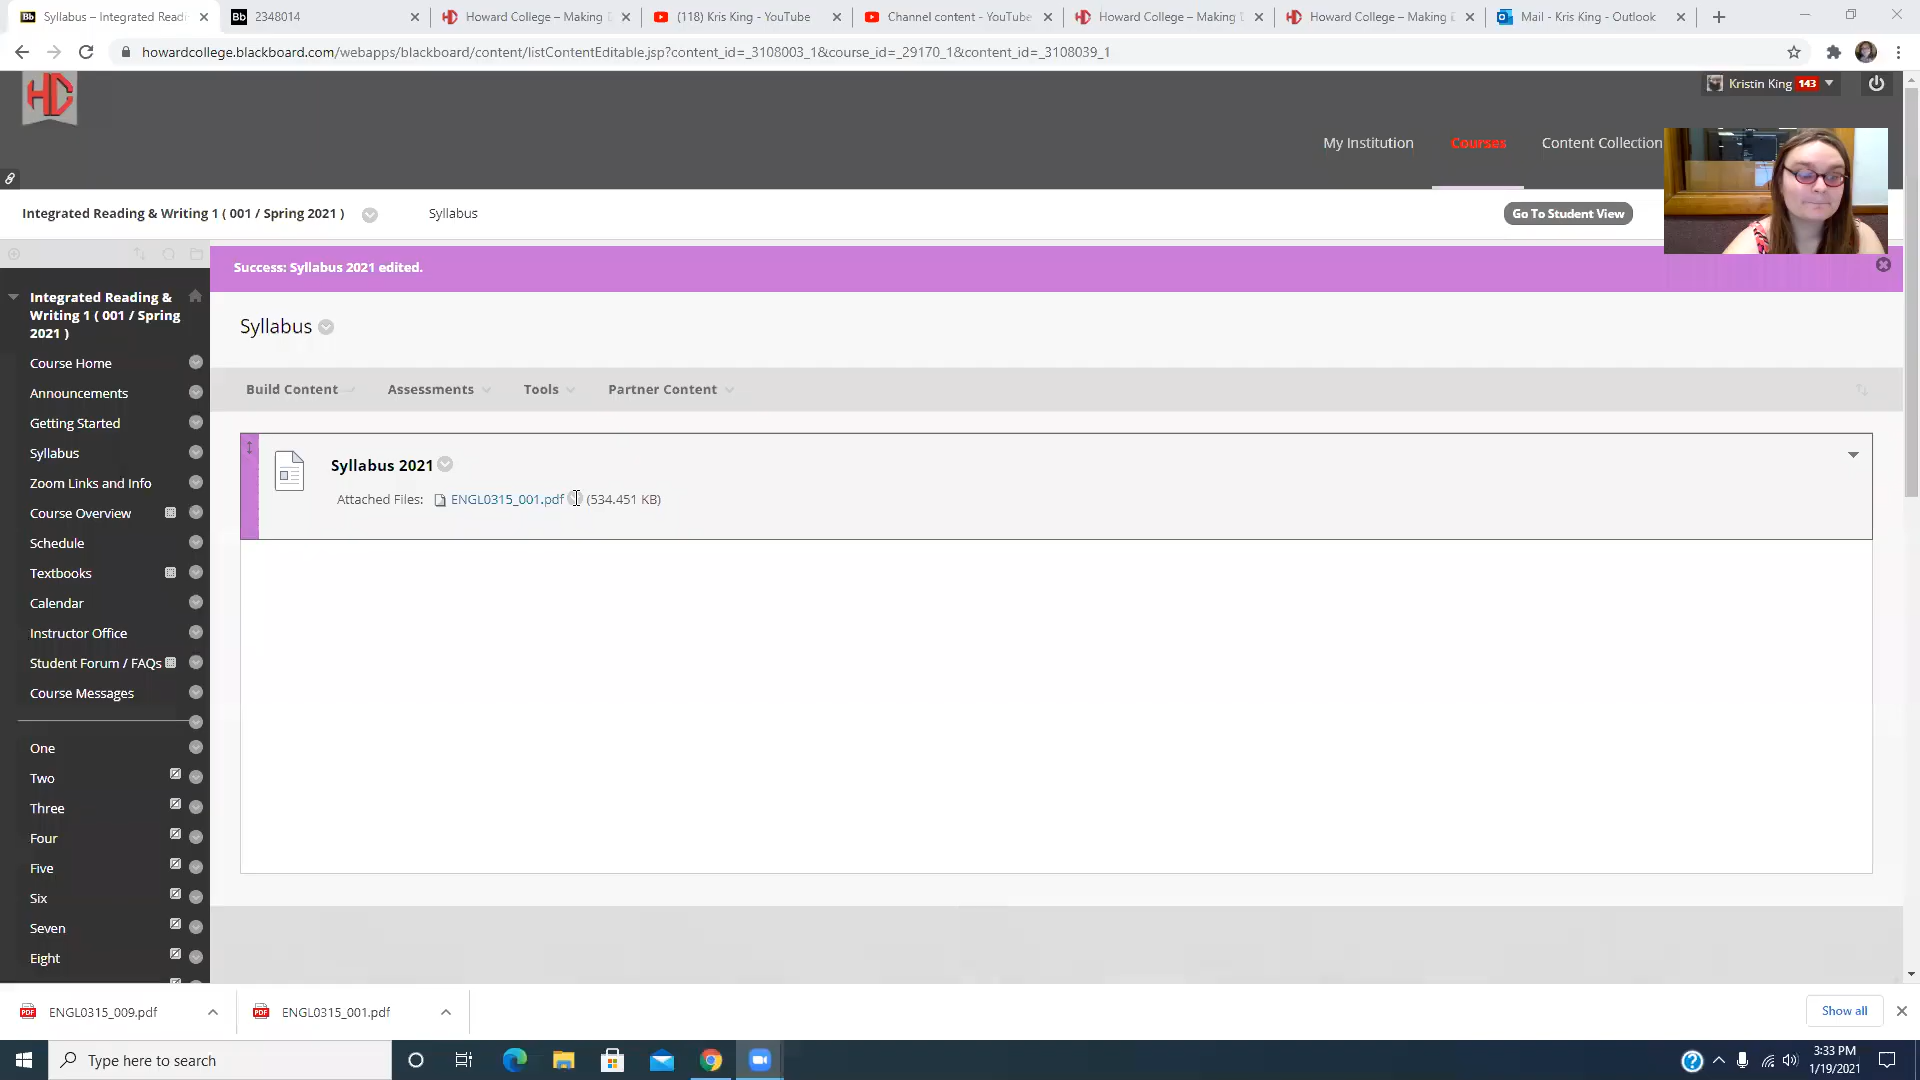 Syllabus – Integrated Readi
Bb 2348014
Howard College – Making
(118) Kris King - YouTube
Channel content - YouTube
Howard College – Making
Howard College – Making
Mail - Kris King - Outlook
howardcollege.blackboard.com/webapps/blackboard/content/listContentEditable.jsp?content_id=_3108003_1&course_id=_29170_1&content_id=_3108039_1
HC
Kristin King 143
My Institution
Courses
Content Collection
Integrated Reading & Writing 1 ( 001 / Spring 2021 )
Syllabus
Go To Student View
Success: Syllabus 2021 edited.
Integrated Reading &
Writing 1 ( 001 / Spring
2021 )
Course Home
Announcements
Getting Started
Syllabus
Zoom Links and Info
Course Overview
Schedule
Textbooks
Calendar
Instructor Office
Student Forum / FAQs
Course Messages
One
Two
Three
Four
Five
Six
Seven
Eight
Syllabus
Build Content
Assessments
Tools
Partner Content
Syllabus 2021
Attached Files: ENGL0315_001.pdf (534.451 KB)
PDF ENGL0315_009.pdf
PDF ENGL0315_001.pdf
Show all
Type here to search
3:33 PM
1/19/2021